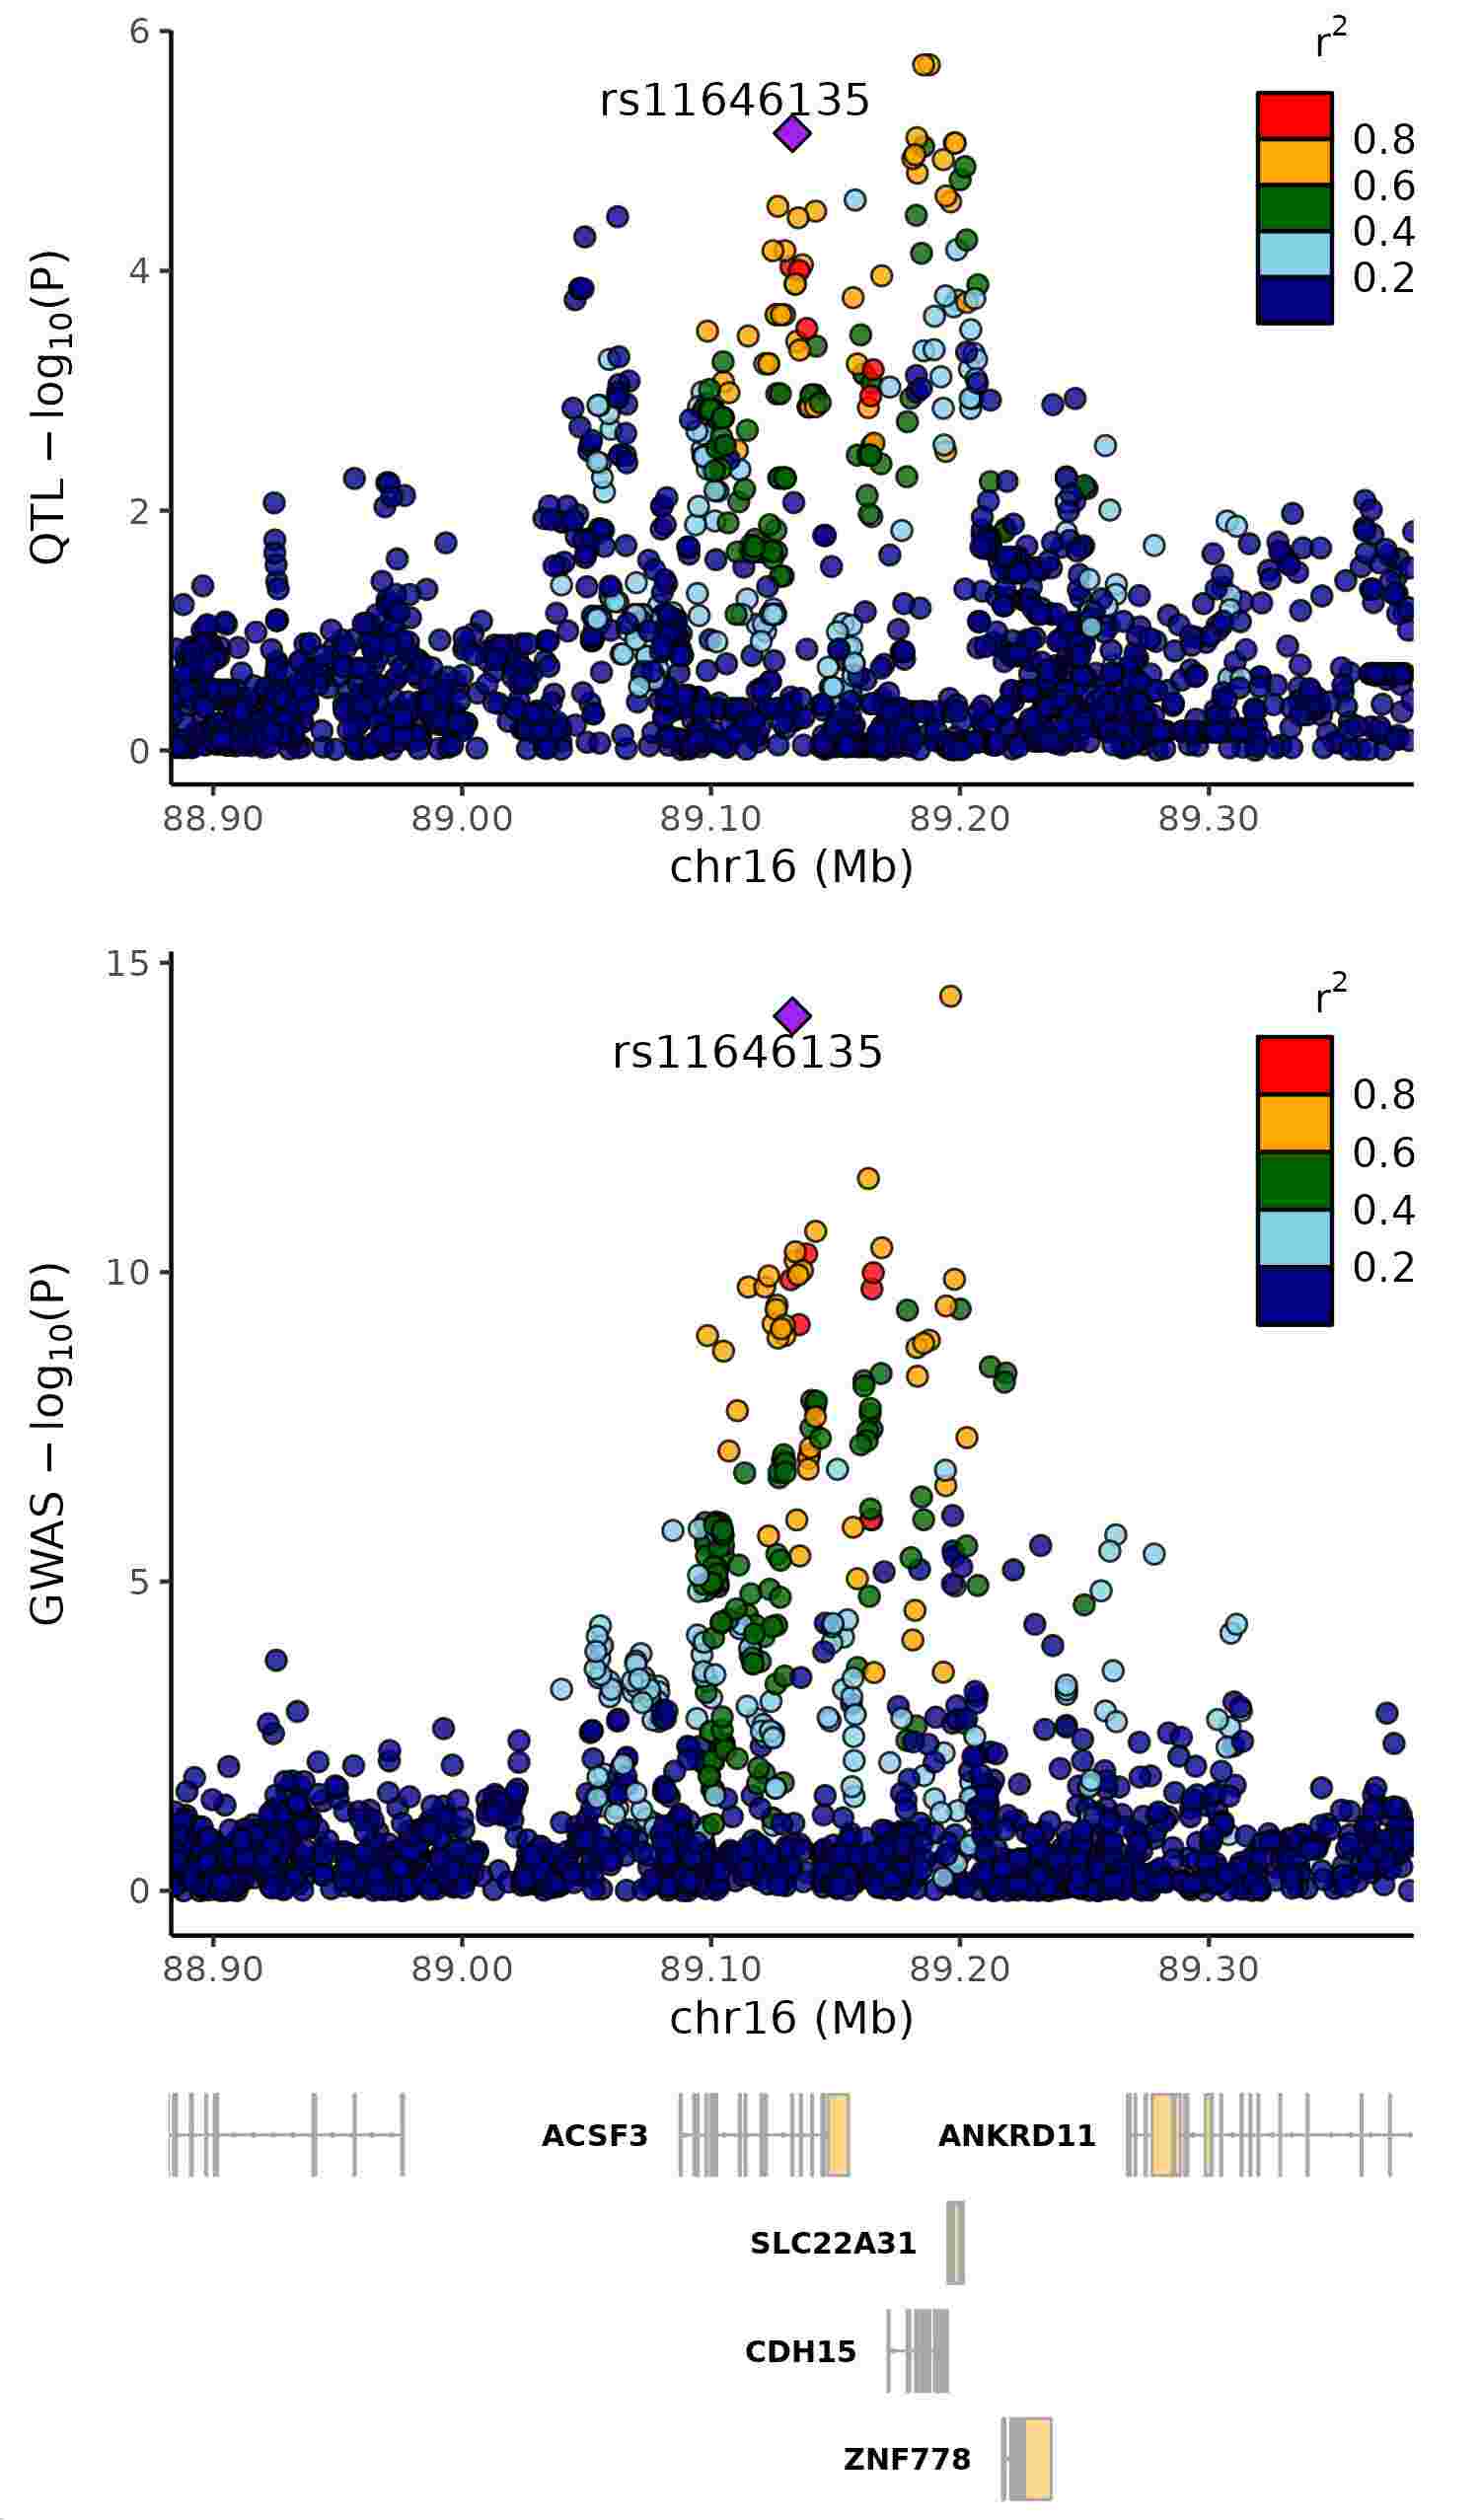 r²
6
rs11646135
0.8
0.6
0.4
0.2
4
2
0
QTL −log₁₀(P)
88.90 89.00 89.10 89.20 89.30
chr16 (Mb)
15
r²
rs11646135
0.8
0.6
0.4
0.2
10
5
0
GWAS −log₁₀(P)
88.90 89.00 89.10 89.20 89.30
chr16 (Mb)
ACSF3 ANKRD11
SLC22A31
CDH15
ZNF778